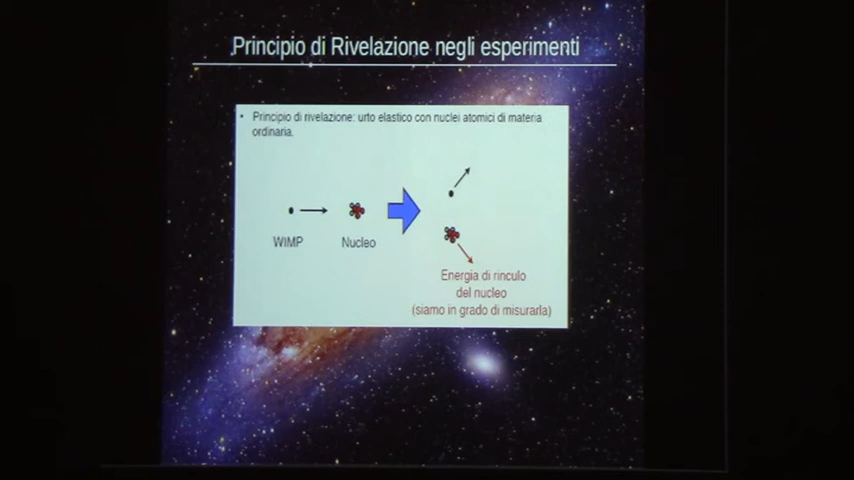 Principio di Rivelazione negli esperimenti
• Principio di rivelazione: urto elastico con nuclei atomici di materia
ordinaria.
WIMP
Nucleo
Energia di rinculo
del nucleo
(siamo in grado di misurarla)